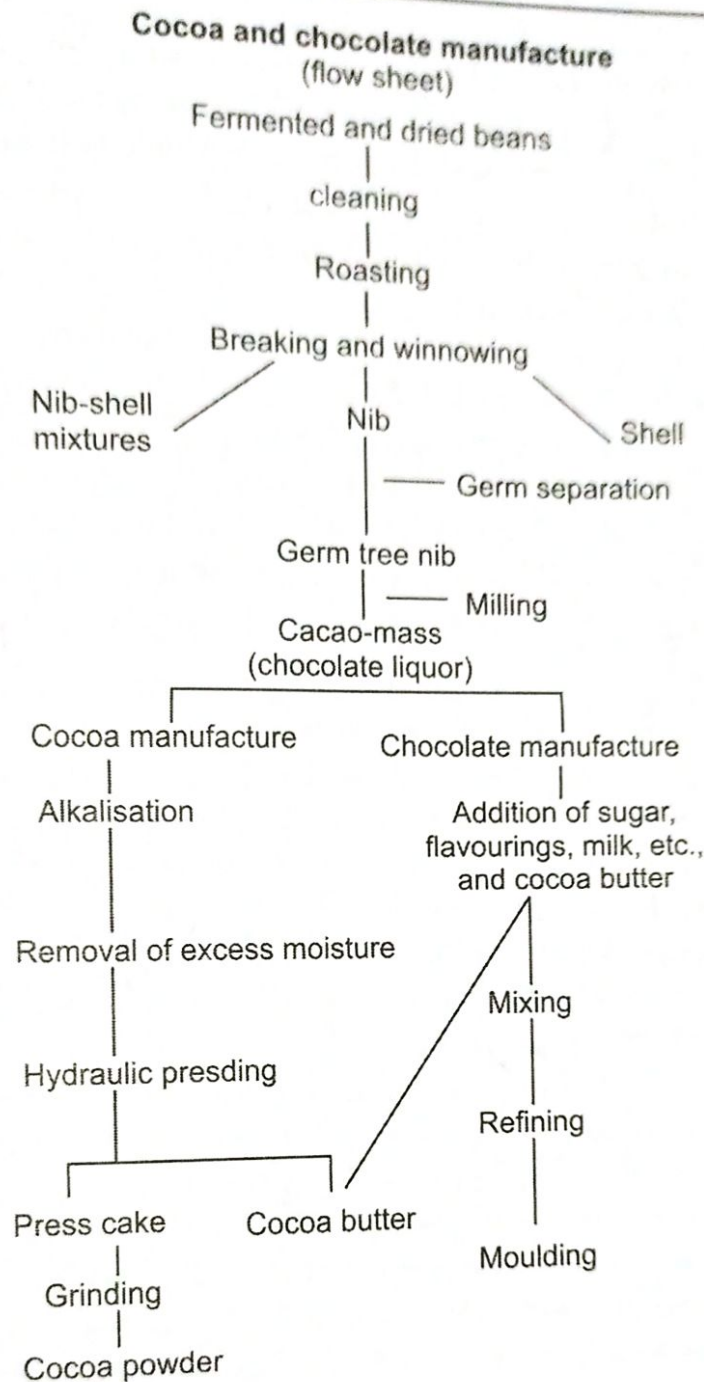 Cocoa and chocolate manufacture
(flow sheet)
Fermented and dried beans
cleaning
Roasting
Breaking and winnowing
Nib-shell
mixtures
Nib
Shell
Germ separation
Germ tree nib
Milling
Cacao-mass
(chocolate liquor)
Cocoa manufacture
Chocolate manufacture
Alkalisation
Addition of sugar,
flavourings, milk, etc.,
and cocoa butter
Removal of excess moisture
Mixing
Hydraulic presding
Refining
Press cake
Cocoa butter
Moulding
Grinding
Cocoa powder